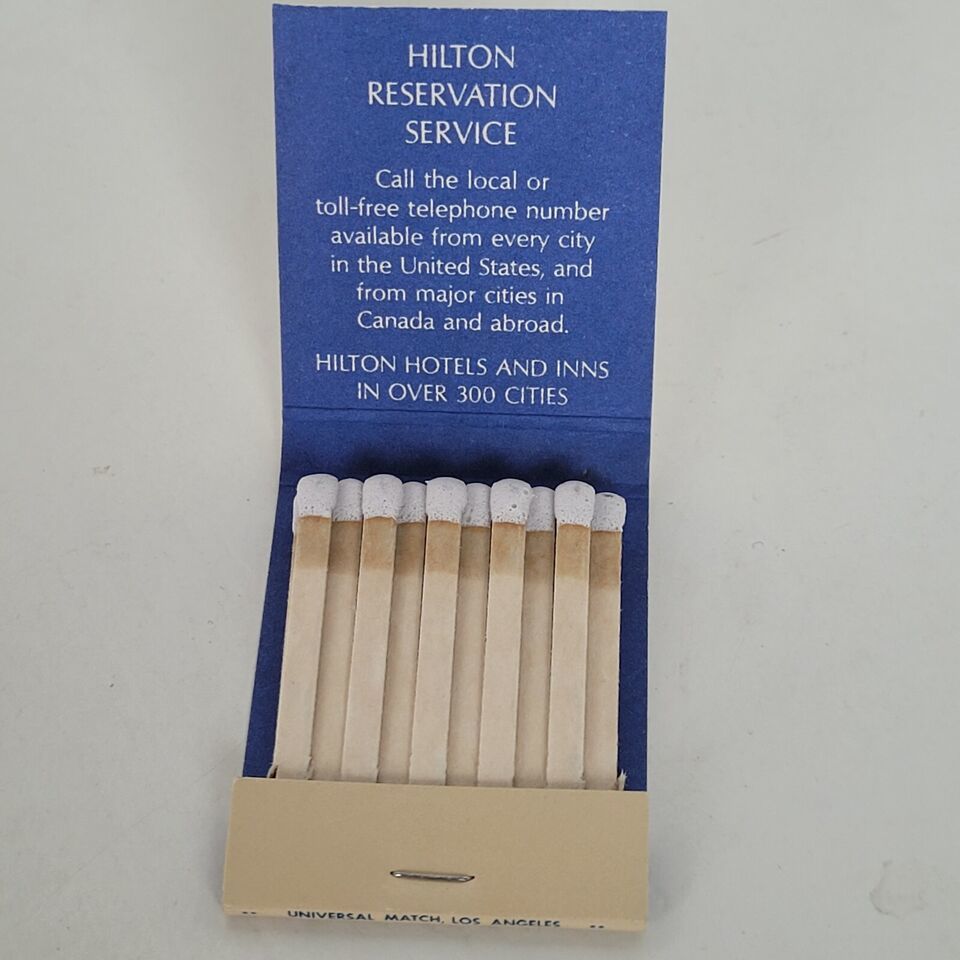 HILTON
RESERVATION
SERVICE
Call the local or
toll-free telephone number
available from every city
in the United States, and
from major cities in
Canada and abroad.
HILTON HOTELS AND INNS
IN OVER 300 CITIES
UNIVERSAL MATCH, LOS ANGELES